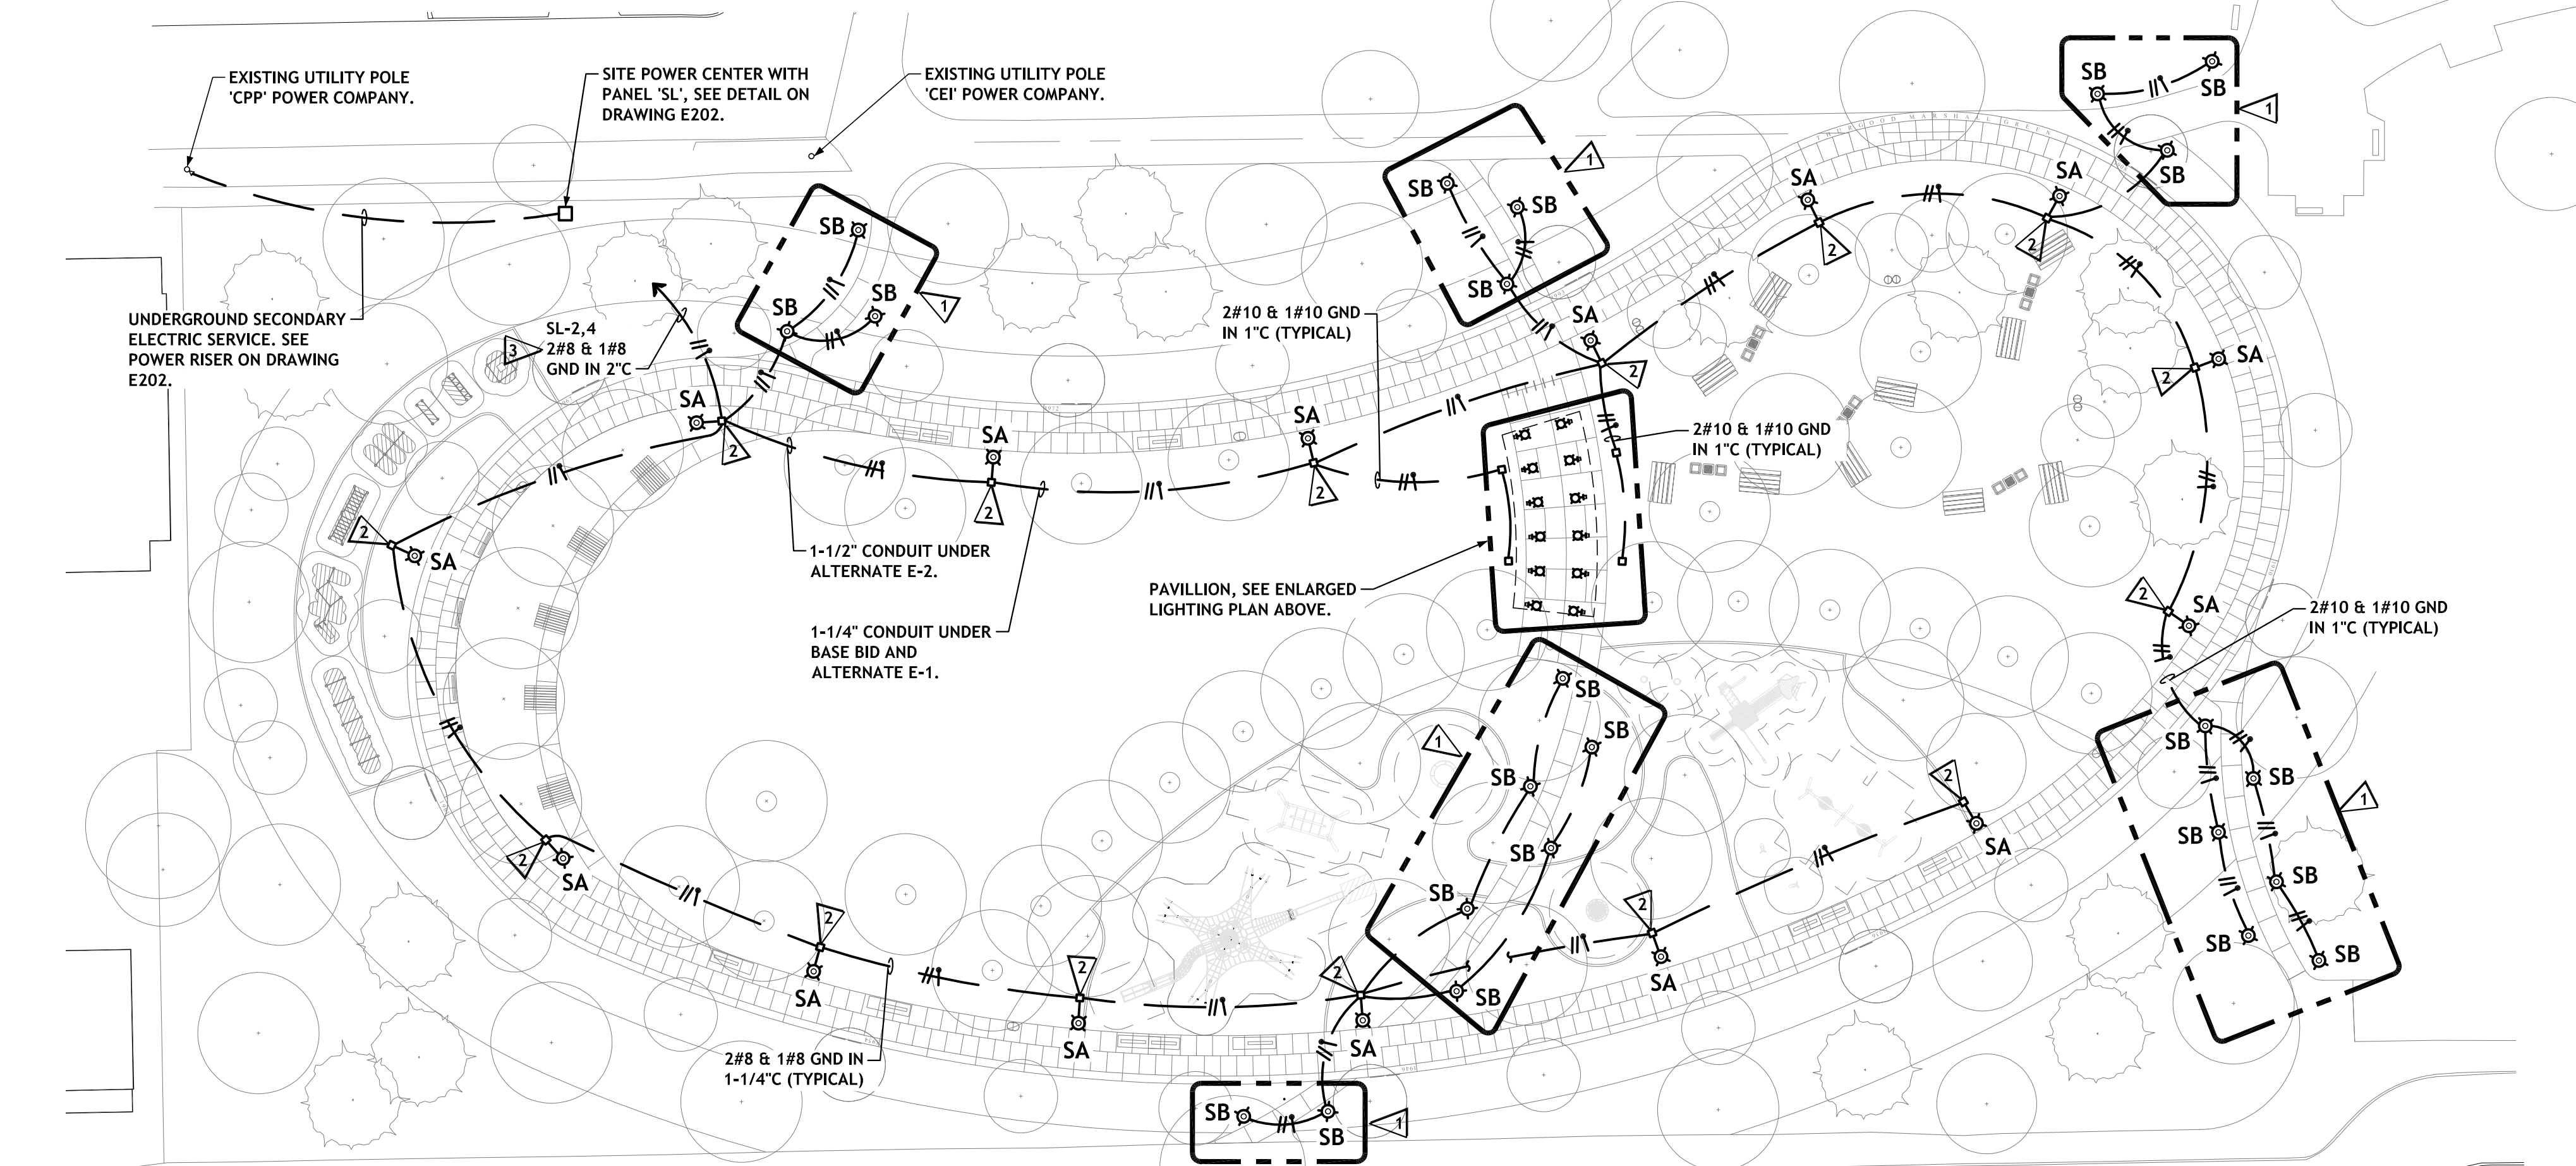 EXISTING UTILITY POLE
'CPP' POWER COMPANY.
SITE POWER CENTER WITH
PANEL 'SL', SEE DETAIL ON
DRAWING E202.
EXISTING UTILITY POLE
'CEI' POWER COMPANY.
SB
SB
SB
1
SB
SB
SB
1
SB
SB
SB
1
THURGOOD MARSHALL GREEN
SA
2
SA
2
UNDERGROUND SECONDARY
ELECTRIC SERVICE. SEE
POWER RISER ON DRAWING
E202.
3
SL-2,4
2#8 & 1#8
GND IN 2"C
2#10 & 1#10 GND
IN 1"C (TYPICAL)
SA
2
SA
2
SA
2
SA
2
SA
2
2#10 & 1#10 GND
IN 1"C (TYPICAL)
2
SA
1-1/2" CONDUIT UNDER
ALTERNATE E-2.
PAVILLION, SEE ENLARGED
LIGHTING PLAN ABOVE.
1-1/4" CONDUIT UNDER
BASE BID AND
ALTERNATE E-1.
2
SA
2#10 & 1#10 GND
IN 1"C (TYPICAL)
SB
SB
1
SB
SB
SB
SB
SB
SB
SB
1
SB
SB
SB
2
SA
2
SA
2
SA
2
SA
2
SA
2
SA
2#8 & 1#8 GND IN
1-1/4"C (TYPICAL)
SB
SB
1